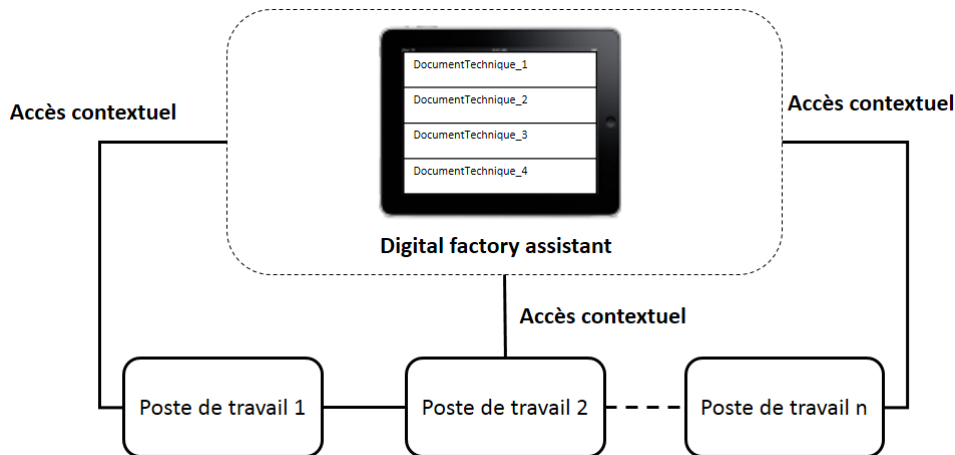 DocumentTechnique_1
DocumentTechnique_2
DocumentTechnique_3
DocumentTechnique_4
Accès contextuel
Accès contextuel
Digital factory assistant
Accès contextuel
Poste de travail 1
Poste de travail 2
Poste de travail n